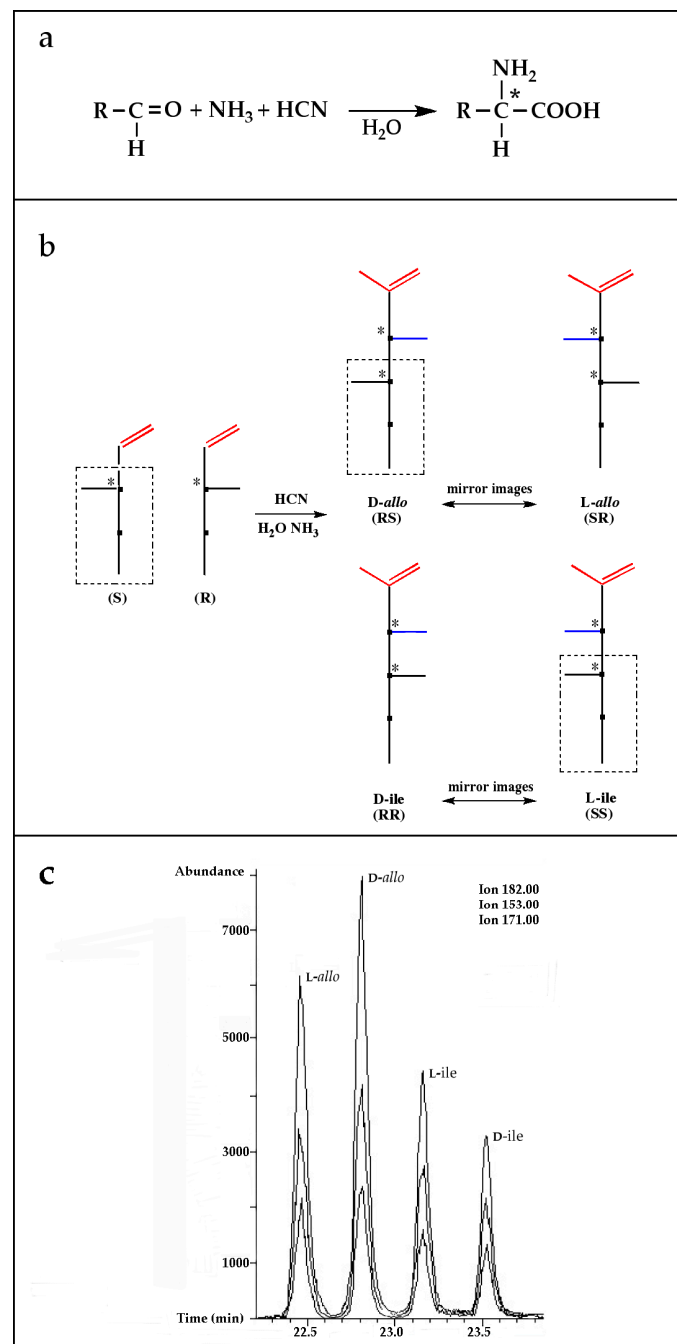 a
R–C=O + NH3 + HCN
H
H2O
NH2
R–C*–COOH
H
b
*
(S)
*
(R)
HCN
H2O NH3
*
*
D-allo
(RS)
mirror images
*
*
L-allo
(SR)
*
*
D-ile
(RR)
mirror images
*
*
L-ile
(SS)
c
Abundance
D-allo
Ion 182.00
Ion 153.00
Ion 171.00
7000
L-allo
5000
L-ile
3000
D-ile
1000
Time (min)
22.5
23.0
23.5